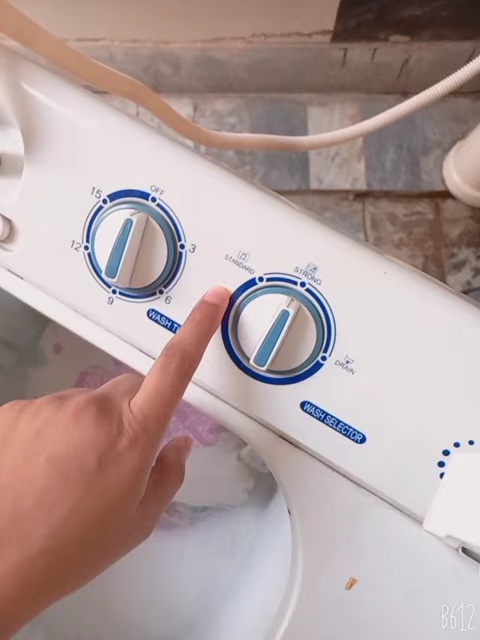 OFF
15
3
12
6
9
WASH
STANDARD
STRONG
DRAIN
WASH SELECTOR
B612